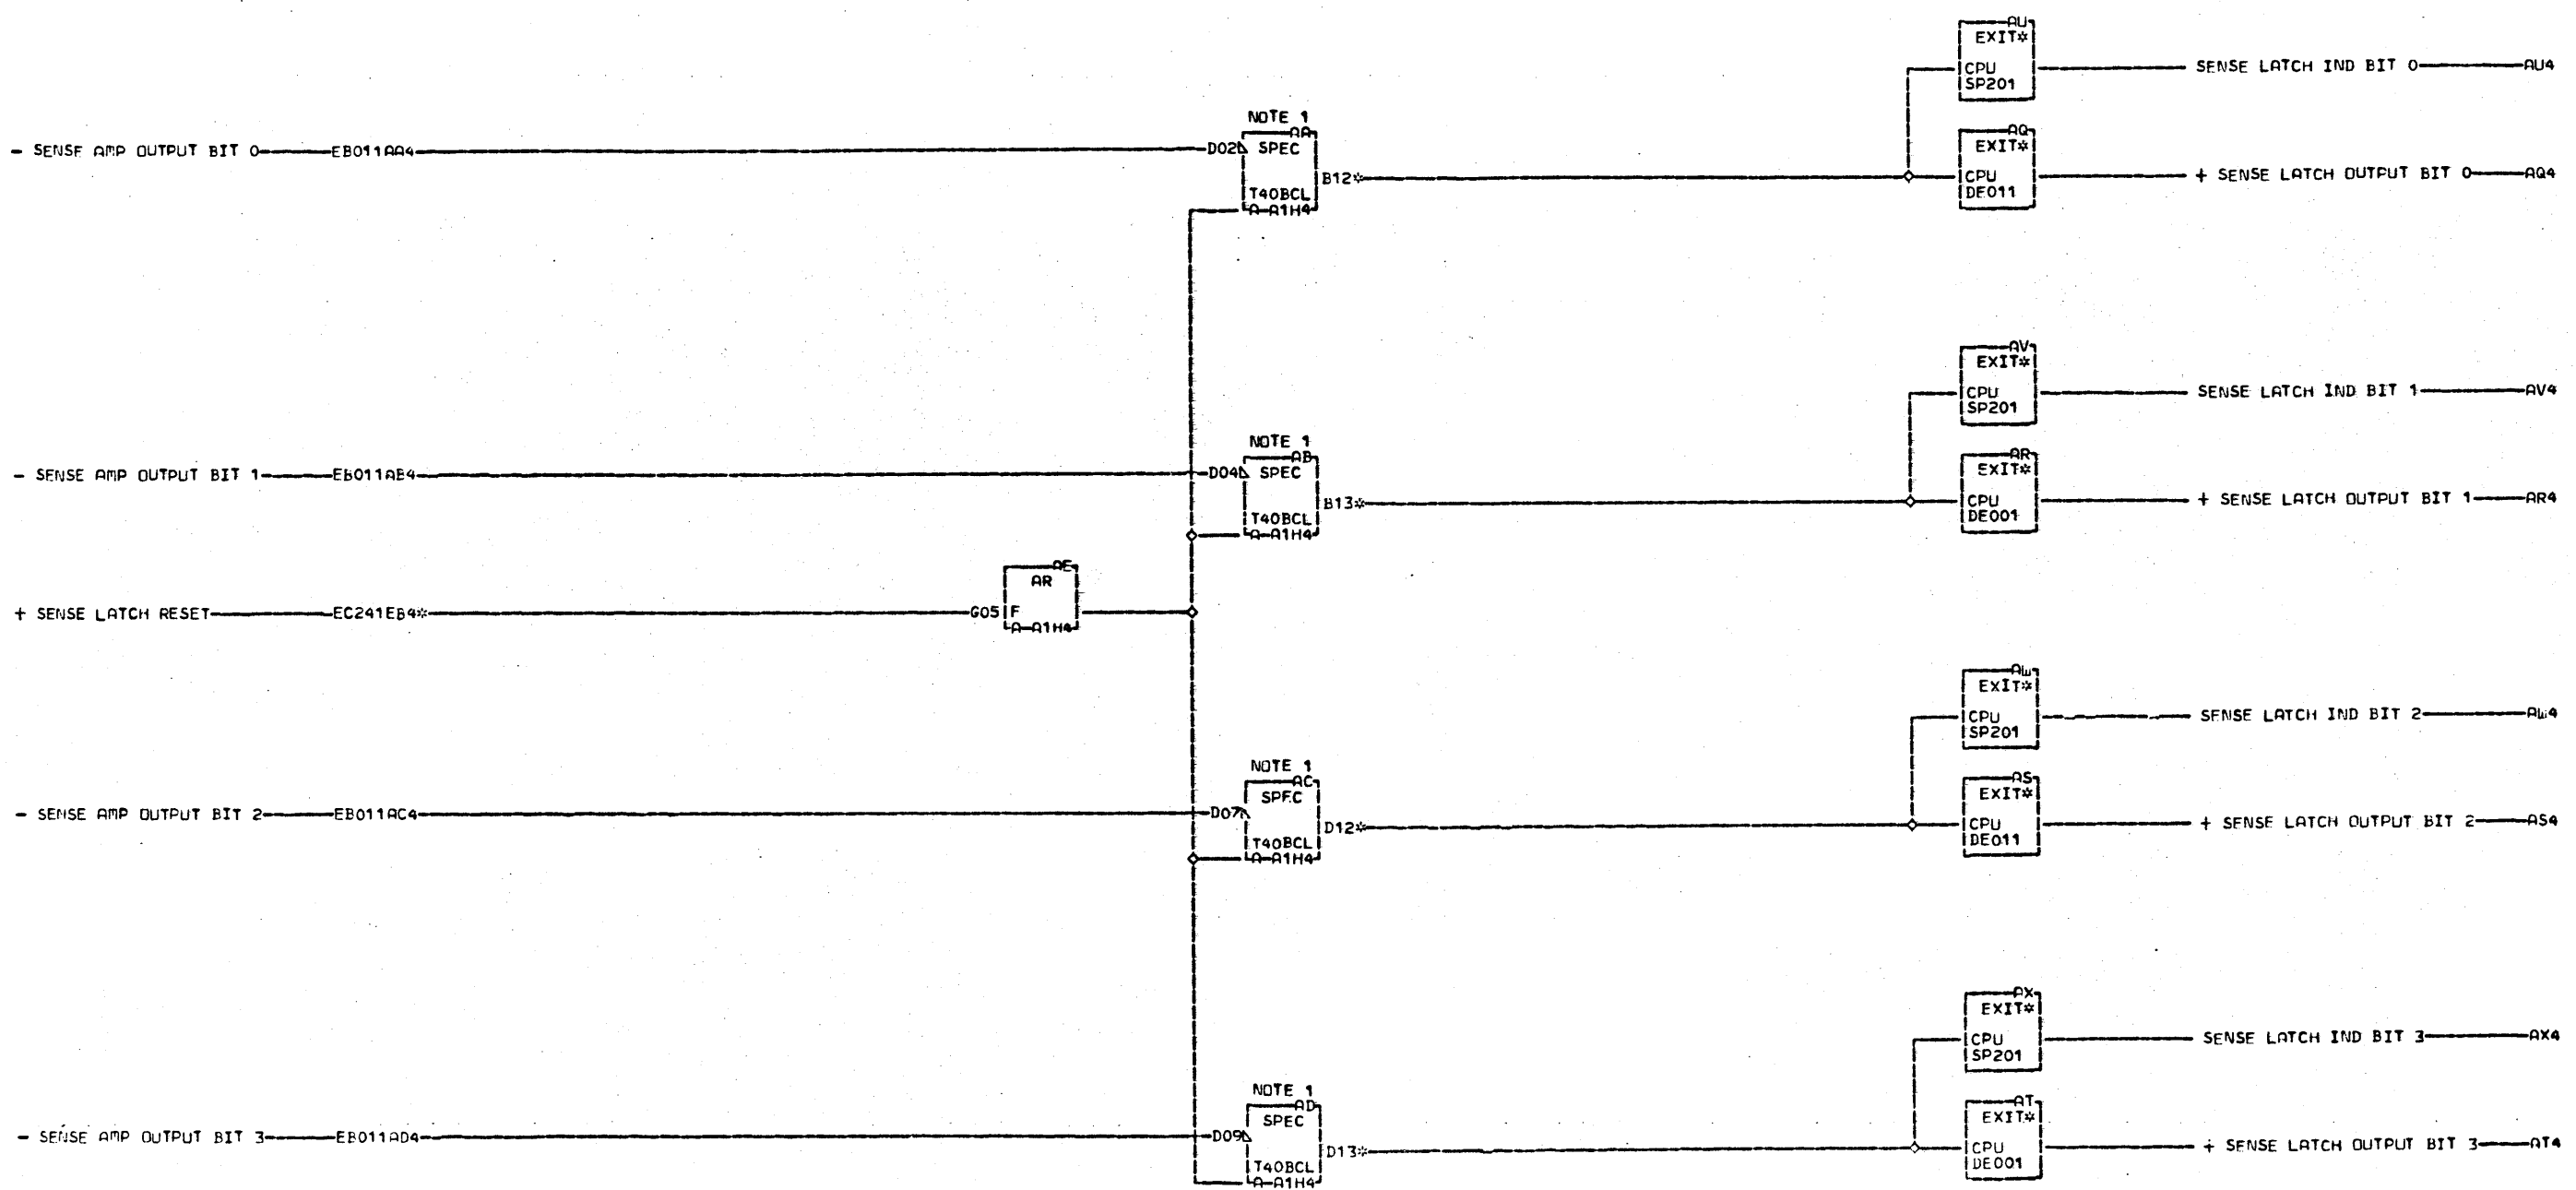 AU
EXIT*
CPU
SP201
SENSE LATCH IND BIT 0 AU4
NOTE 1
AA
- SENSE AMP OUTPUT BIT 0 EB011AA4 D02 SPEC
T40BCL
A-A1H4
B12*
AQ
EXIT*
CPU
DE011
+ SENSE LATCH OUTPUT BIT 0 AQ4
AV
EXIT*
CPU
SP201
SENSE LATCH IND BIT 1 AV4
NOTE 1
AB
- SENSE AMP OUTPUT BIT 1 EB011AB4 D04 SPEC
T40BCL
A-A1H4
B13*
AR
EXIT*
CPU
DE001
+ SENSE LATCH OUTPUT BIT 1 AR4
AE
AR
+ SENSE LATCH RESET EC241EB4* G05 F
A-A1H4
AW
EXIT*
CPU
SP201
SENSE LATCH IND BIT 2 AW4
NOTE 1
AC
- SENSE AMP OUTPUT BIT 2 EB011AC4 D07 SPEC
T40BCL
A-A1H4
D12*
AS
EXIT*
CPU
DE011
+ SENSE LATCH OUTPUT BIT 2 AS4
AX
EXIT*
CPU
SP201
SENSE LATCH IND BIT 3 AX4
NOTE 1
AD
- SENSE AMP OUTPUT BIT 3 EB011AD4 D09 SPEC
T40BCL
A-A1H4
D13*
AT
EXIT*
CPU
DE001
+ SENSE LATCH OUTPUT BIT 3 AT4